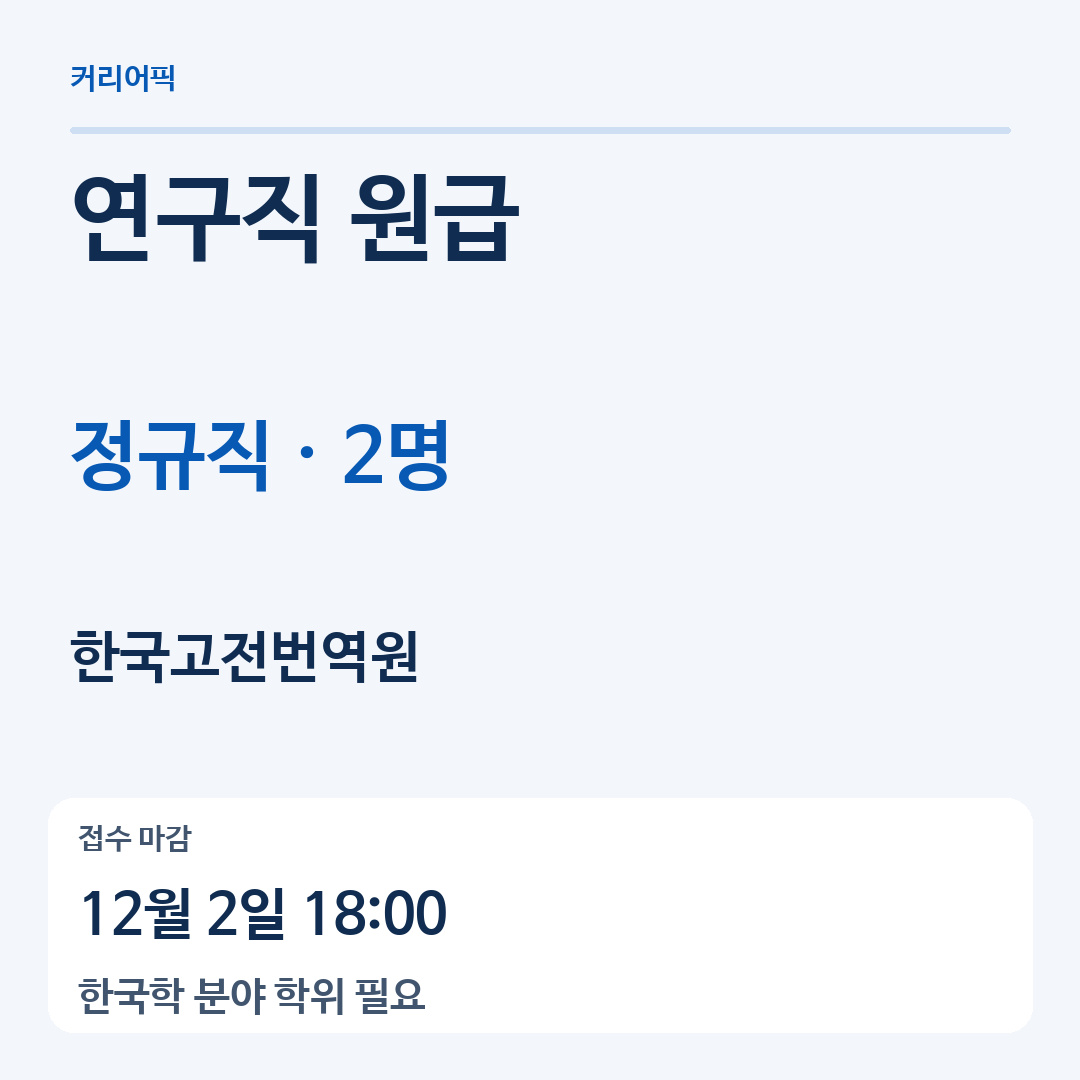 커리어픽
연구직 원급
정규직 · 2명
한국고전번역원
접수 마감
12월 2일 18:00
한국학 분야 학위 필요